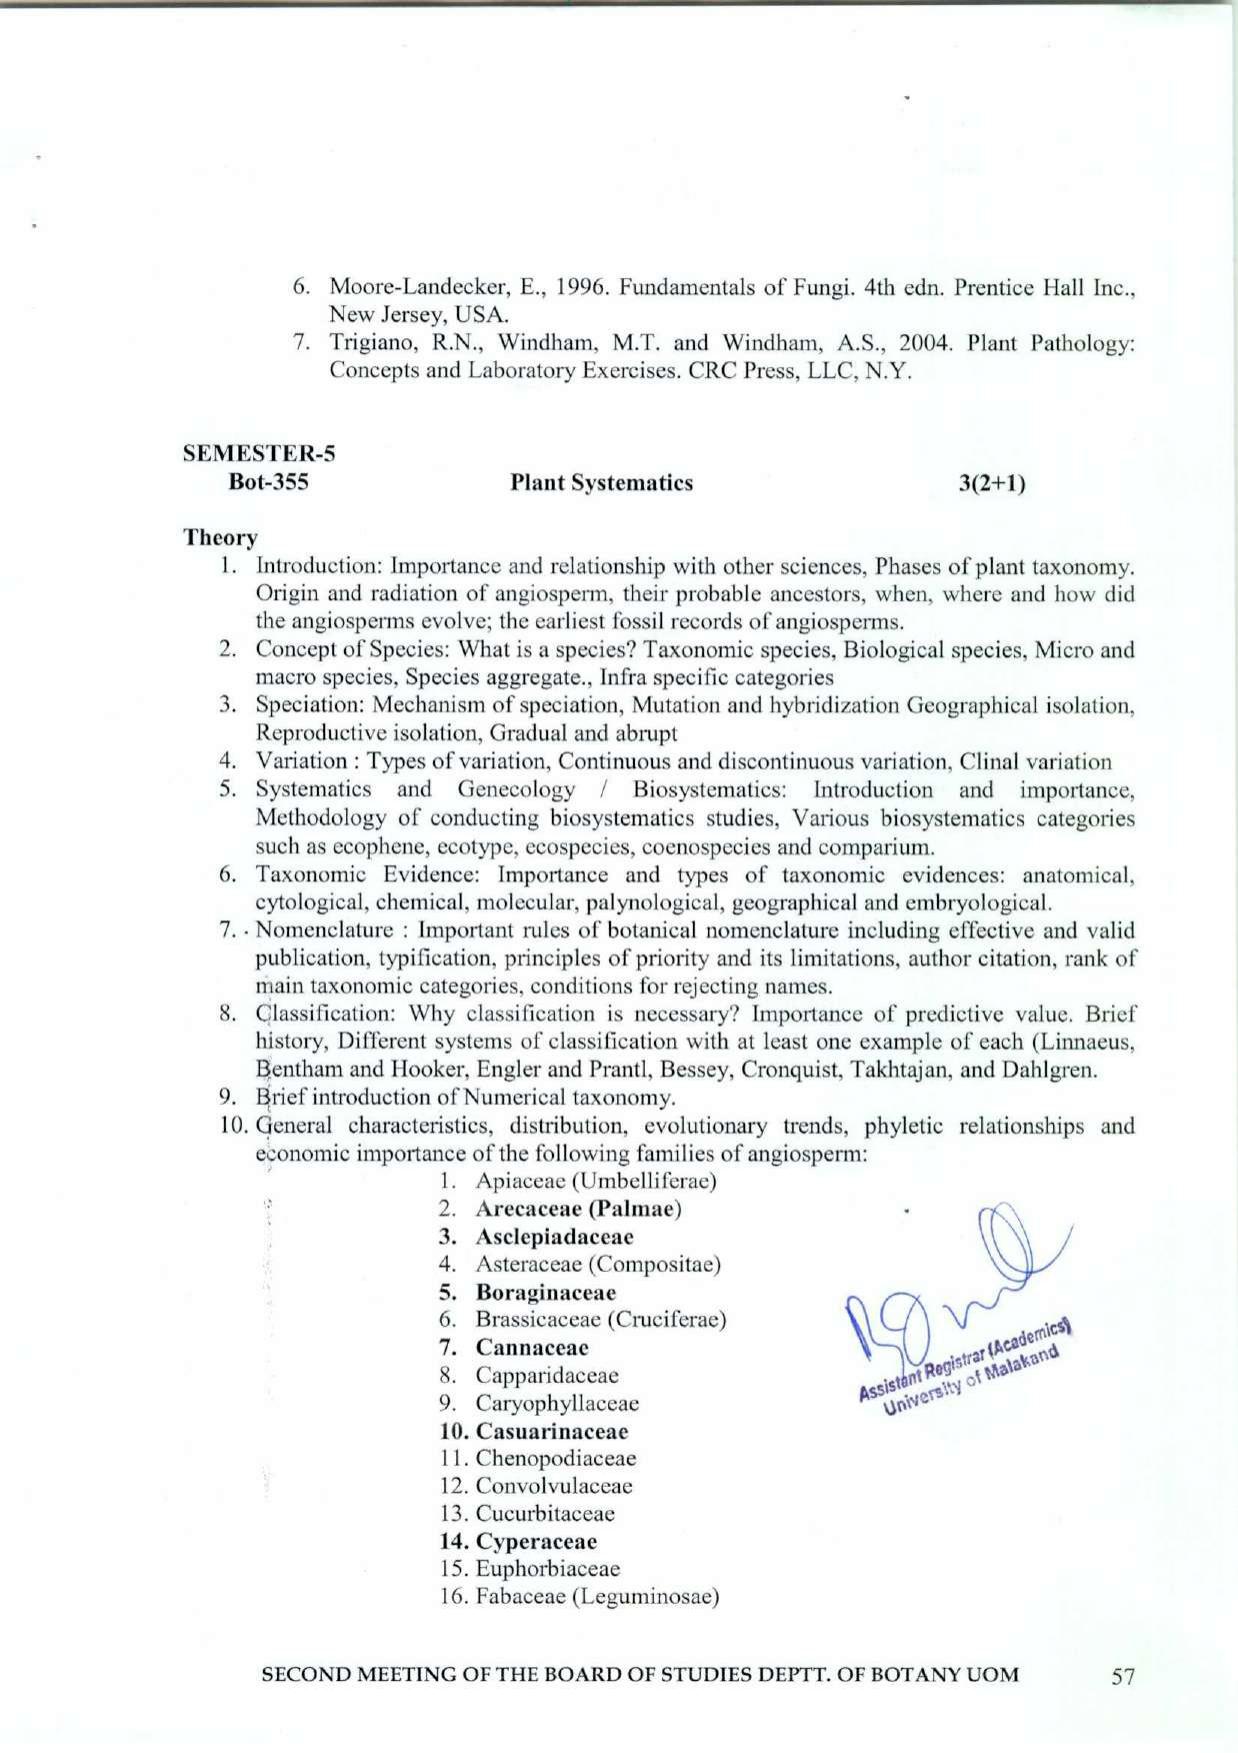 6. Moore-Landecker, E., 1996. Fundamentals of Fungi. 4th edn. Prentice Hall Inc.,
New Jersey, USA.
7. Trigiano, R.N., Windham, M.T. and Windham, A.S., 2004. Plant Pathology:
Concepts and Laboratory Exercises. CRC Press, LLC, N.Y.
SEMESTER-5
Bot-355 Plant Systematics 3(2+1)
Theory
1. Introduction: Importance and relationship with other sciences, Phases of plant taxonomy.
Origin and radiation of angiosperm, their probable ancestors, when, where and how did
the angiosperms evolve; the earliest fossil records of angiosperms.
2. Concept of Species: What is a species? Taxonomic species, Biological species, Micro and
macro species, Species aggregate., Infra specific categories
3. Speciation: Mechanism of speciation, Mutation and hybridization Geographical isolation,
Reproductive isolation, Gradual and abrupt
4. Variation : Types of variation, Continuous and discontinuous variation, Clinal variation
5. Systematics and Genecology / Biosystematics: Introduction and importance,
Methodology of conducting biosystematics studies, Various biosystematics categories
such as ecophene, ecotype, ecospecies, coenospecies and comparium.
6. Taxonomic Evidence: Importance and types of taxonomic evidences: anatomical,
cytological, chemical, molecular, palynological, geographical and embryological.
7. Nomenclature : Important rules of botanical nomenclature including effective and valid
publication, typification, principles of priority and its limitations, author citation, rank of
main taxonomic categories, conditions for rejecting names.
8. Classification: Why classification is necessary? Importance of predictive value. Brief
history, Different systems of classification with at least one example of each (Linnaeus,
Bentham and Hooker, Engler and Prantl, Bessey, Cronquist, Takhtajan, and Dahlgren.
9. Brief introduction of Numerical taxonomy.
10. General characteristics, distribution, evolutionary trends, phyletic relationships and
economic importance of the following families of angiosperm:
1. Apiaceae (Umbelliferae)
2. Arecaceae (Palmae)
3. Asclepiadaceae
4. Asteraceae (Compositae)
5. Boraginaceae
6. Brassicaceae (Cruciferae)
7. Cannaceae
8. Capparidaceae
9. Caryophyllaceae
10. Casuarinaceae
11. Chenopodiaceae
12. Convolvulaceae
13. Cucurbitaceae
14. Cyperaceae
15. Euphorbiaceae
16. Fabaceae (Leguminosae)
Assistant Registrar (Academics)
University of Malakand
SECOND MEETING OF THE BOARD OF STUDIES DEPTT. OF BOTANY UOM 57